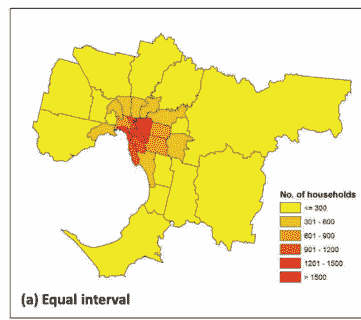 No. of households
<= 300
301 - 600
601 - 900
901 - 1200
1201 - 1500
> 1500
(a) Equal interval